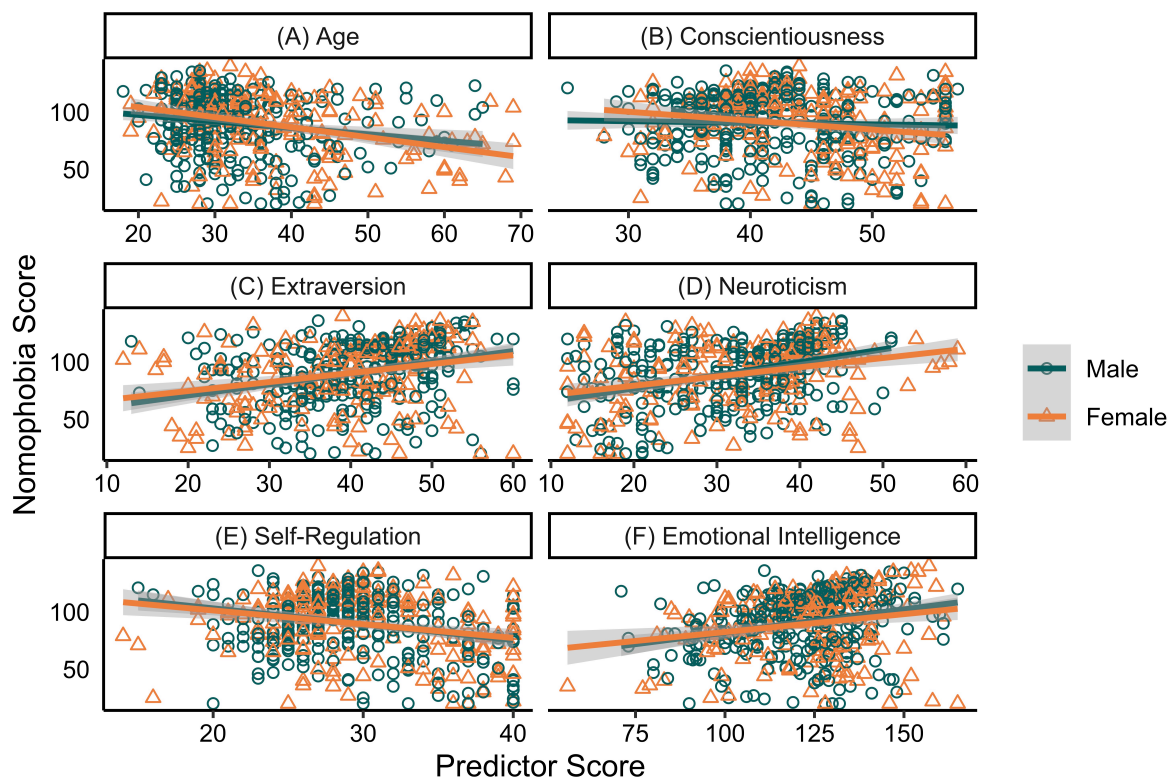 (A) Age
(B) Conscientiousness
100
50
20 30 40 50 60 70
30 40 50
(C) Extraversion
(D) Neuroticism
100
50
10 20 30 40 50 60
10 20 30 40 50 60
(E) Self-Regulation
(F) Emotional Intelligence
100
50
20 30 40
75 100 125 150
Nomophobia Score
Predictor Score
Male
Female